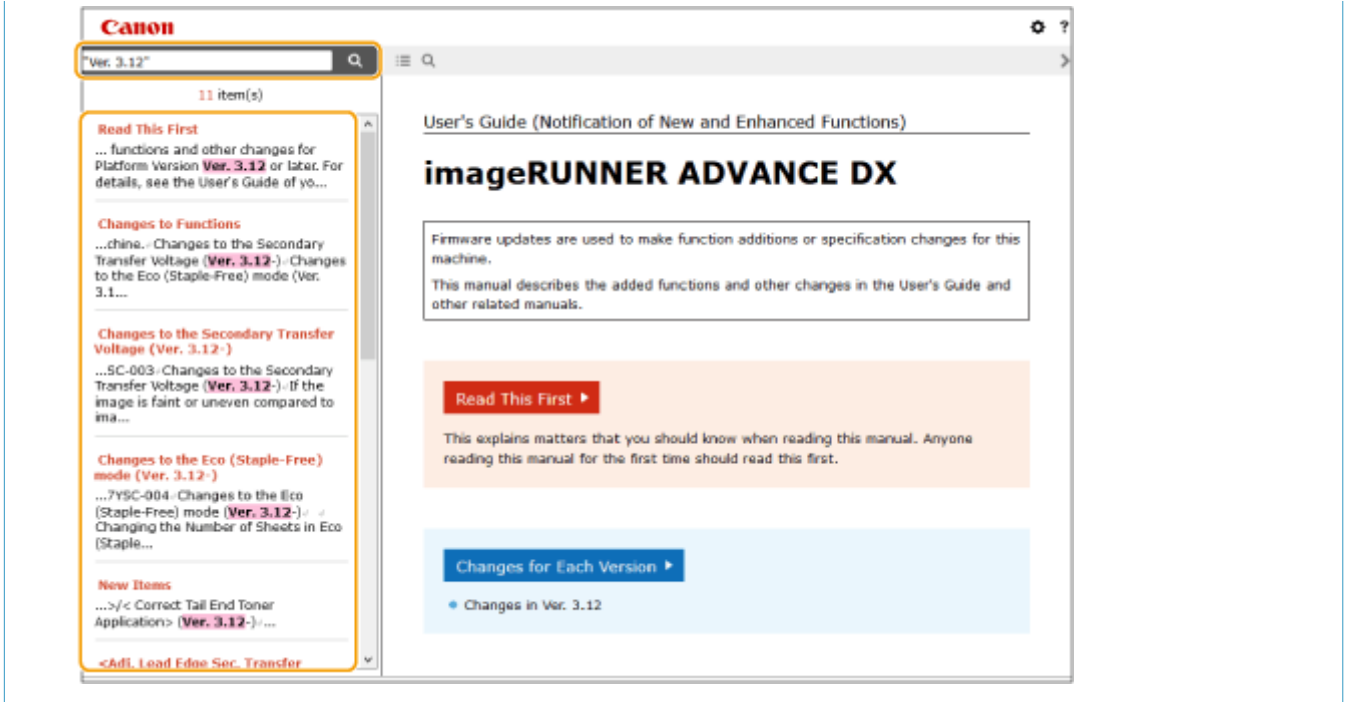 Canon
?
"Ver. 3.12"
11 item(s)
Read This First
... functions and other changes for
Platform Version Ver. 3.12 or later. For
details, see the User's Guide of yo...
Changes to Functions
...chine. Changes to the Secondary
Transfer Voltage (Ver. 3.12-) Changes
to the Eco (Staple-Free) mode (Ver.
3.1...
Changes to the Secondary Transfer
Voltage (Ver. 3.12-)
...SC-003 Changes to the Secondary
Transfer Voltage (Ver. 3.12-) If the
image is faint or uneven compared to
ima...
Changes to the Eco (Staple-Free)
mode (Ver. 3.12-)
...7YSC-004 Changes to the Eco
(Staple-Free) mode (Ver. 3.12-)
Changing the Number of Sheets in Eco
(Staple...
New Items
...>/< Correct Tail End Toner
Application> (Ver. 3.12-) ...
<Adj. Lead Edge Sec. Transfer
User's Guide (Notification of New and Enhanced Functions)
imageRUNNER ADVANCE DX
Firmware updates are used to make function additions or specification changes for this
machine.
This manual describes the added functions and other changes in the User's Guide and
other related manuals.
Read This First
This explains matters that you should know when reading this manual. Anyone
reading this manual for the first time should read this first.
Changes for Each Version
Changes in Ver. 3.12